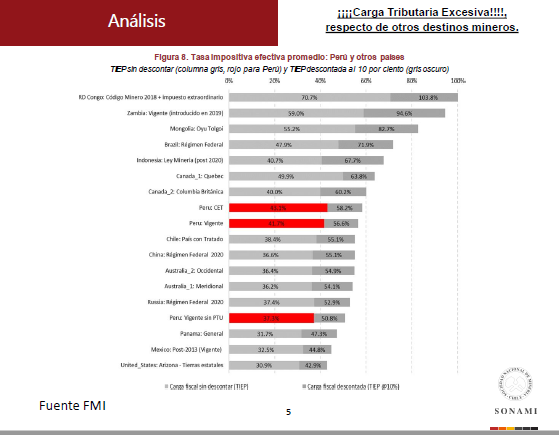 Análisis
¡¡¡¡Carga Tributaria Excesiva!!!!,
respecto de otros destinos mineros.
Figura 8. Tasa impositiva efectiva promedio: Perú y otros países
TIEP sin descontar (columna gris, rojo para Perú) y TIEP descontada al 10 por ciento (gris oscuro)
0% 20% 40% 60% 80% 100%
RD Congo: Código Minero 2018 + impuesto extraordinario 70.7% 103.8%
Zambia: Vigente (introducido en 2019) 59.0% 94.6%
Mongolia: Oyu Tolgoi 55.2% 82.7%
Brazil: Régimen Federal 47.9% 71.9%
Indonesia: Ley Minería (post 2020) 40.7% 67.7%
Canada_1: Quebec 49.9% 63.8%
Canada_2: Columbia Británica 40.0% 60.2%
Peru: CET 58.2%
Peru: Vigente 56.6%
Chile: País con Tratado 38.4% 55.1%
China: Régimen Federal 2020 36.6% 55.1%
Australia_2: Occidental 36.4% 54.9%
Australia_1: Meridional 36.2% 54.1%
Russia: Régimen Federal 2020 37.4% 52.9%
Peru: Vigente sin PTU 50.8%
Panama: General 31.7% 47.3%
Mexico: Post-2013 (Vigente) 32.5% 44.8%
United_States: Arizona - Tierras estatales 30.9% 42.9%
Carga fiscal sin descontar (TIEP) Carga fiscal descontada (TIEP @10%)
Fuente FMI
5
SONAMI